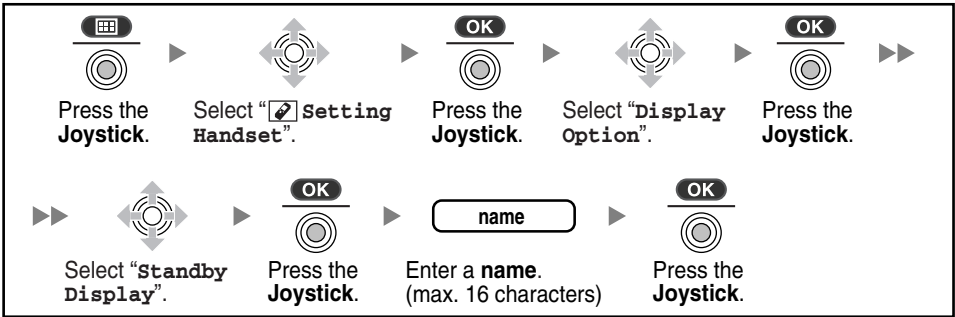 OK OK
Press the Select “Setting Press the Select “Display Press the
Joystick. Handset”. Joystick. Option”. Joystick.
OK name OK
Select “Standby Press the Enter a name. Press the
Display”. Joystick. (max. 16 characters) Joystick.